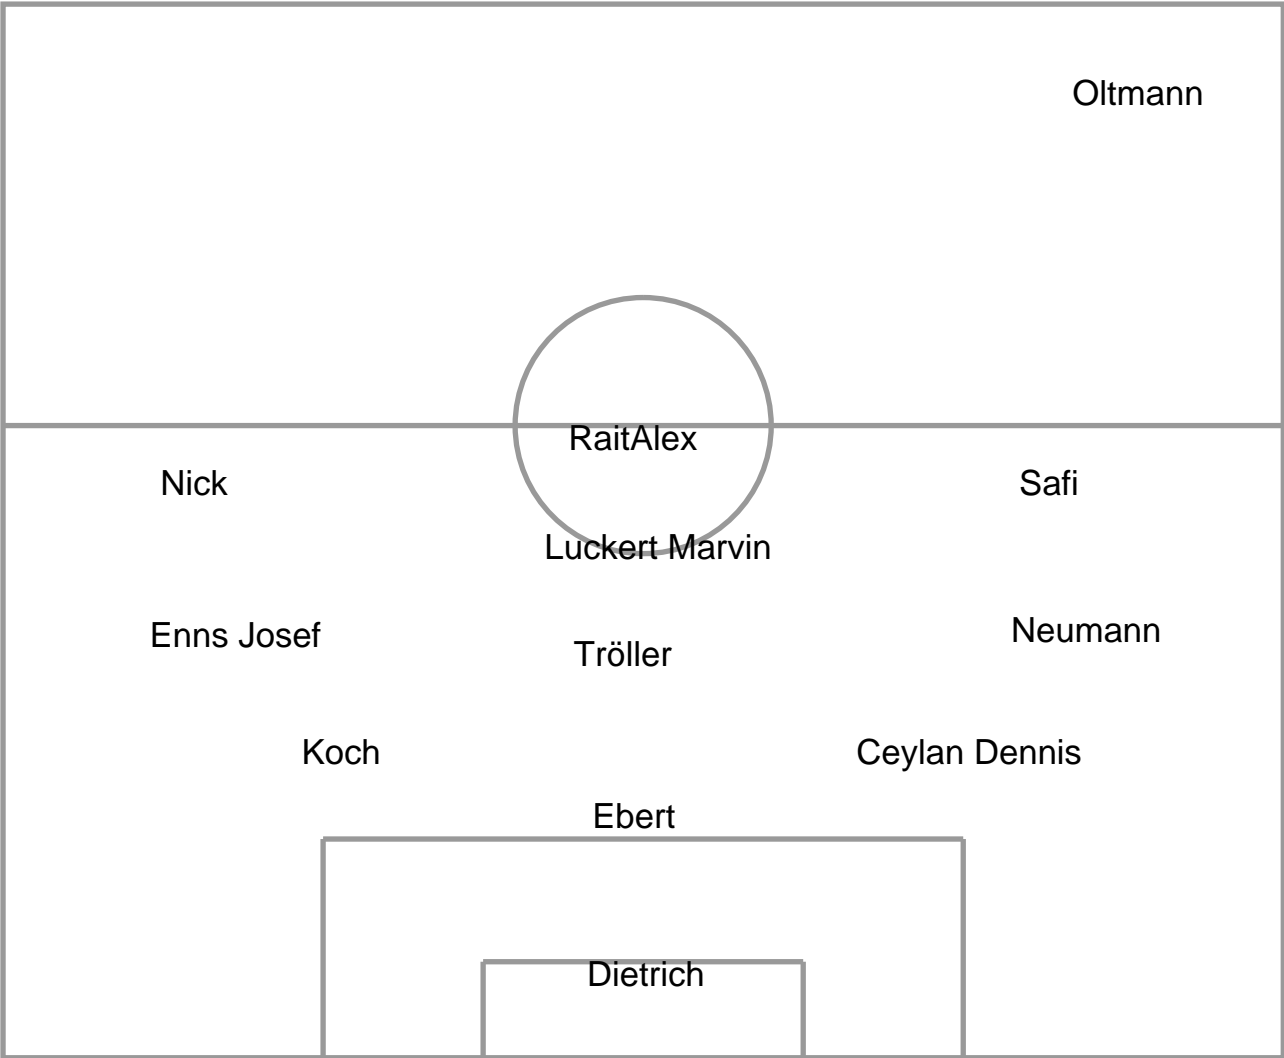 Oltmann
RaitAlex
Nick
Safi
Luckert Marvin
Enns Josef
Neumann
Tröller
Koch
Ceylan Dennis
Ebert
Dietrich